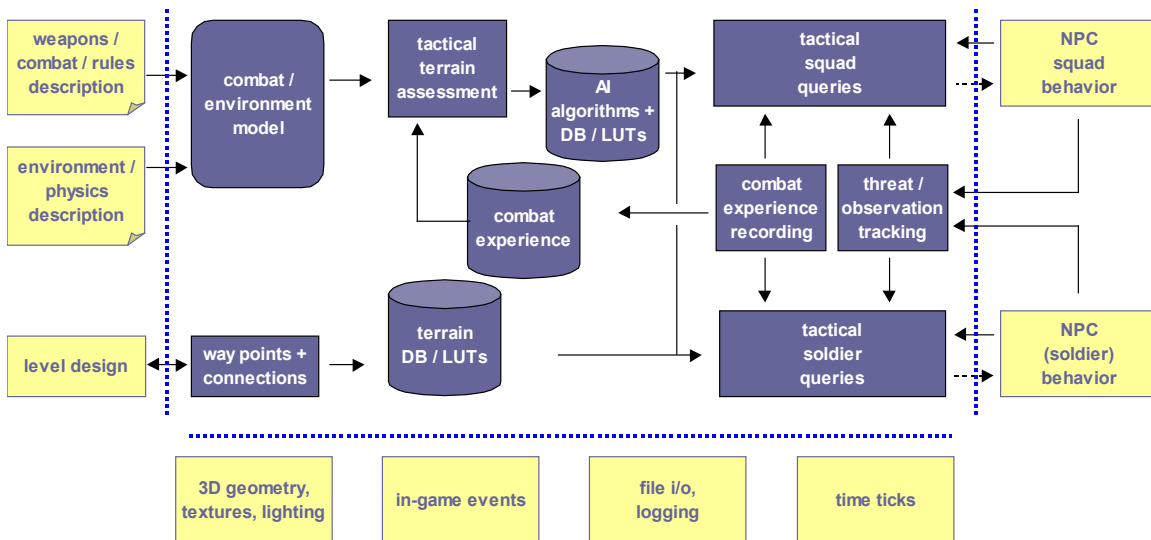 weapons /
combat / rules
description
combat /
environment
model
tactical
terrain
assessment
AI
algorithms +
DB / LUTs
tactical
squad
queries
NPC
squad
behavior
environment /
physics
description
combat
experience
combat
experience
recording
threat /
observation
tracking
level design
way points +
connections
terrain
DB / LUTs
tactical
soldier
queries
NPC
(soldier)
behavior
3D geometry,
textures, lighting
in-game events
file i/o,
logging
time ticks